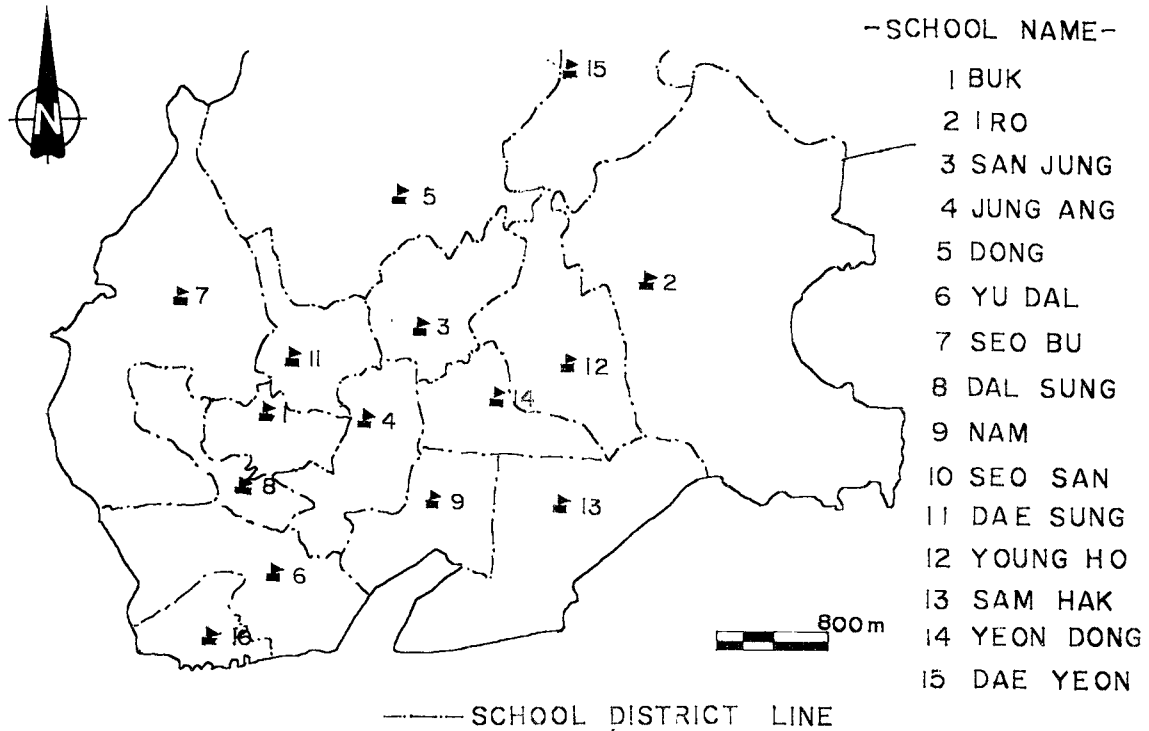 -SCHOOL NAME-
1 BUK
2 IRO
3 SAN JUNG
4 JUNG ANG
5 DONG
6 YU DAL
7 SEO BU
8 DAL SUNG
9 NAM
10 SEO SAN
11 DAE SUNG
12 YOUNG HO
13 SAM HAK
14 YEON DONG
15 DAE YEON
N
15
5
2
7
3
11
12
14
1
4
8
9
13
6
16
800m
SCHOOL DISTRICT LINE